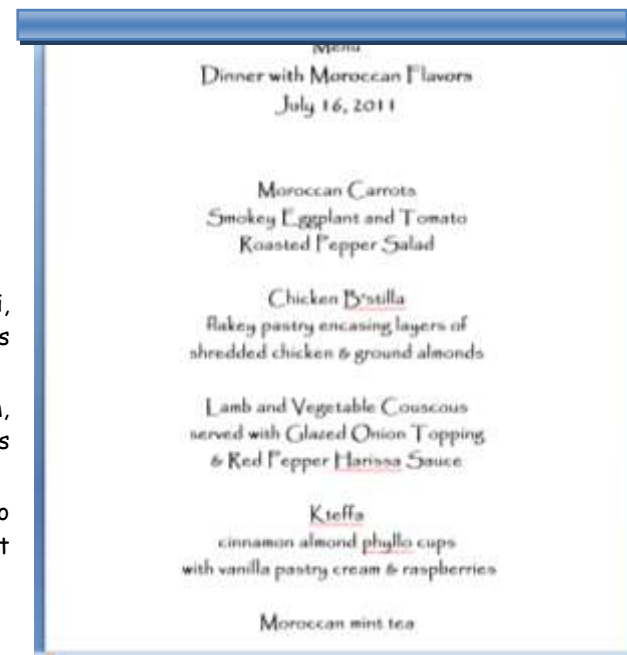 Menu
Dinner with Moroccan Flavors
July 16, 2011
Moroccan Carrots
Smokey Eggplant and Tomato
Roasted Pepper Salad
Chicken B'stilla
flakey pastry encasing layers of
shredded chicken & ground almonds
Lamb and Vegetable Couscous
served with Glazed Onion Topping
& Red Pepper Harissa Sauce
Kteffa
cinnamon almond phyllo cups
with vanilla pastry cream & raspberries
Moroccan mint tea